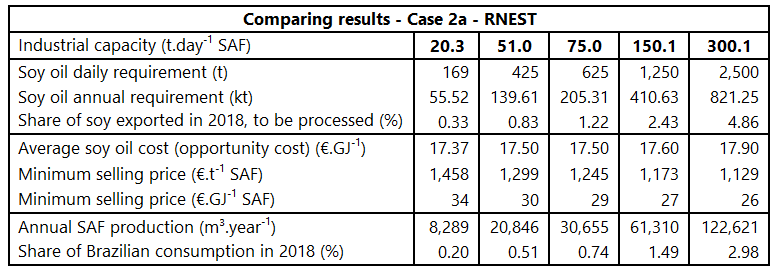 Comparing results - Case 2a - RNEST
Industrial capacity (t.day⁻¹ SAF) 20.3 51.0 75.0 150.1 300.1
Soy oil daily requirement (t) 169 425 625 1,250 2,500
Soy oil annual requirement (kt) 55.52 139.61 205.31 410.63 821.25
Share of soy exported in 2018, to be processed (%) 0.33 0.83 1.22 2.43 4.86
Average soy oil cost (opportunity cost) (€.GJ⁻¹) 17.37 17.50 17.50 17.60 17.90
Minimum selling price (€.t⁻¹ SAF) 1,458 1,299 1,245 1,173 1,129
Minimum selling price (€.GJ⁻¹ SAF) 34 30 29 27 26
Annual SAF production (m³.year⁻¹) 8,289 20,846 30,655 61,310 122,621
Share of Brazilian consumption in 2018 (%) 0.20 0.51 0.74 1.49 2.98